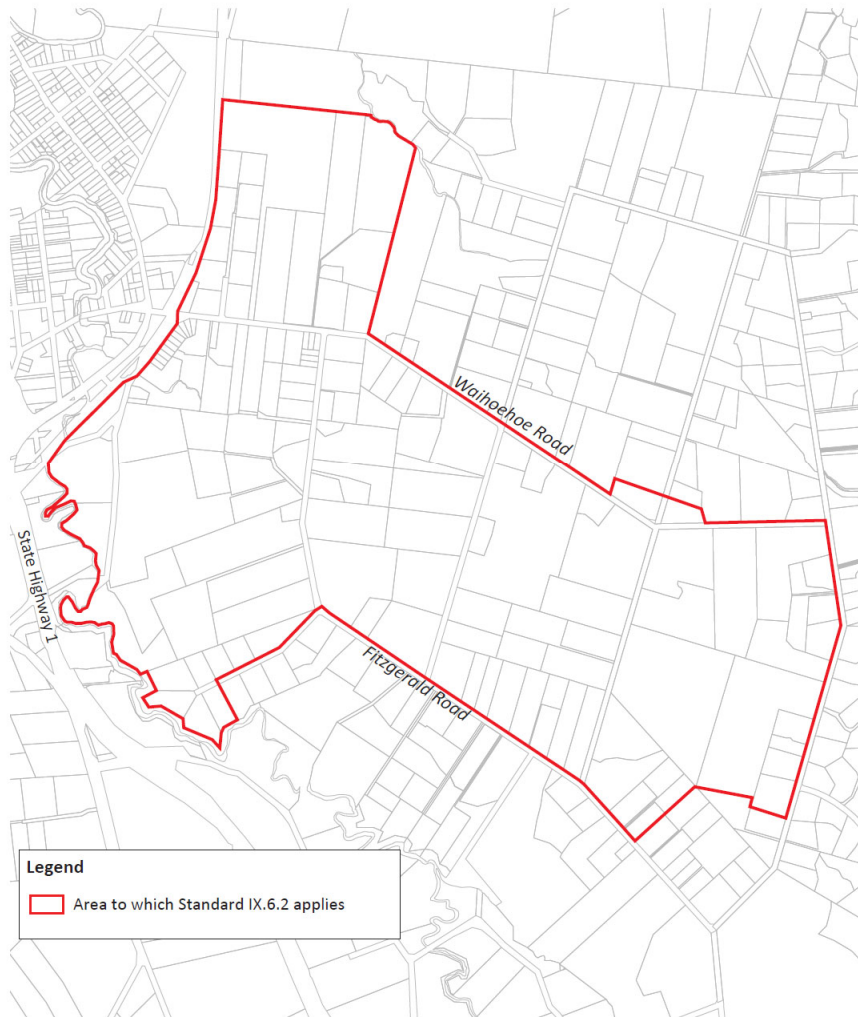 Waihoehoe Road
State Highway 1
Fitzgerald Road
Legend
Area to which Standard IX.6.2 applies